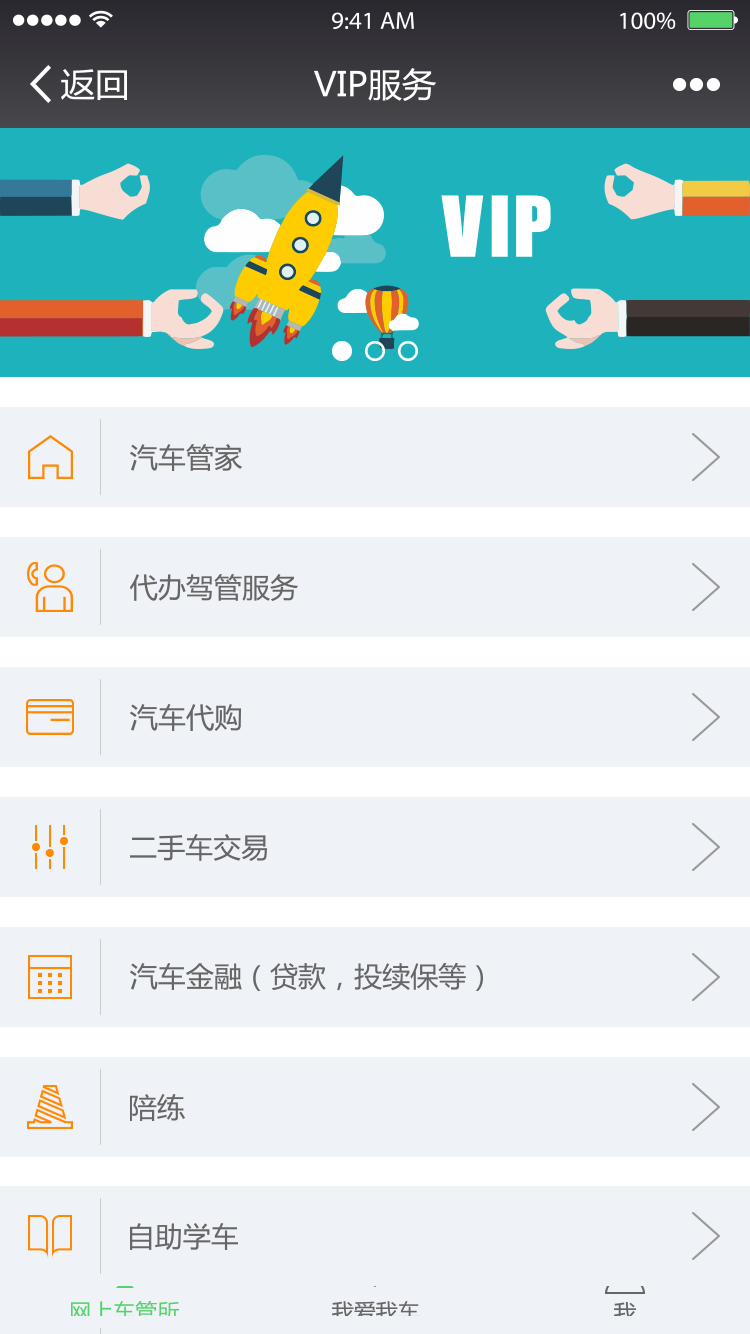 9:41 AM 100%
返回 VIP服务
VIP
汽车管家
代办驾管服务
汽车代购
二手车交易
汽车金融（贷款，投续保等）
陪练
自助学车
网上车管所 我爱我车 我